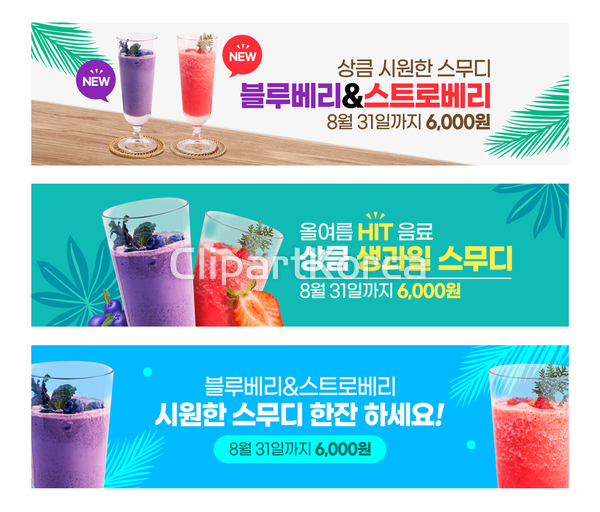 NEW
NEW
상큼 시원한 스무디
블루베리&스트로베리
8월 31일까지 6,000원
올여름 HIT 음료
상큼 생과일 스무디
8월 31일까지 6,000원
ClipartKorea
블루베리&스트로베리
시원한 스무디 한잔 하세요!
8월 31일까지 6,000원